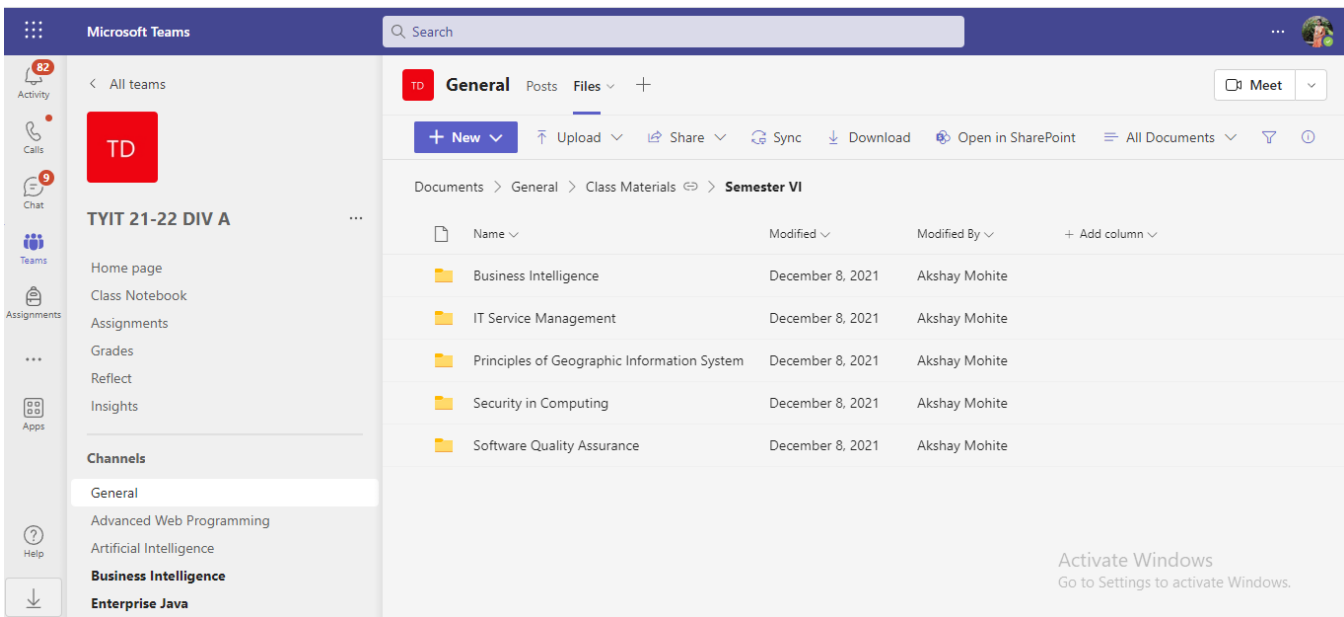 Microsoft Teams
Search
82
Activity
Calls
9
Chat
Teams
Assignments
Apps
Help
All teams
TD
TYIT 21-22 DIV A
Home page
Class Notebook
Assignments
Grades
Reflect
Insights
Channels
General
Advanced Web Programming
Artificial Intelligence
Business Intelligence
Enterprise Java
TD General Posts Files
Meet
New Upload Share Sync Download Open in SharePoint All Documents
Documents > General > Class Materials > Semester VI
Name Modified Modified By + Add column
Business Intelligence December 8, 2021 Akshay Mohite
IT Service Management December 8, 2021 Akshay Mohite
Principles of Geographic Information System December 8, 2021 Akshay Mohite
Security in Computing December 8, 2021 Akshay Mohite
Software Quality Assurance December 8, 2021 Akshay Mohite
Activate Windows
Go to Settings to activate Windows.